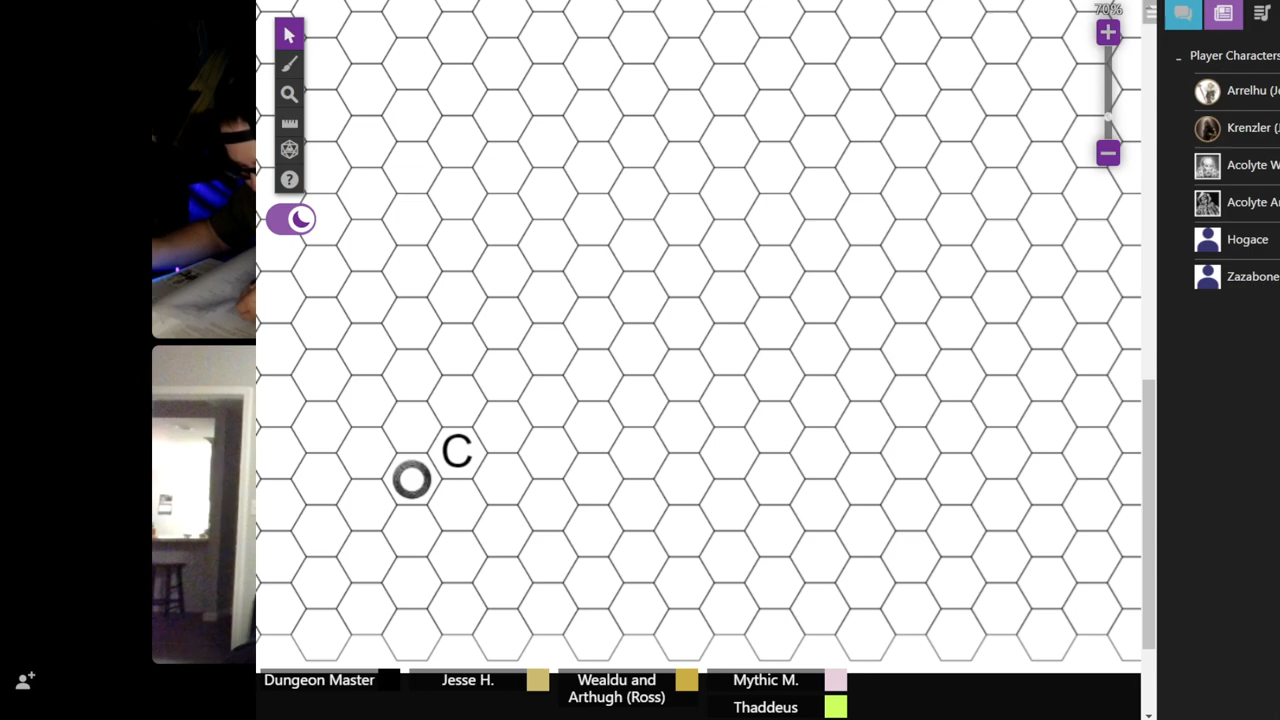 70%
Player Characters
Arrelhu (J
Krenzler (
Acolyte W
Acolyte A
Hogace
Zazabone
C
Dungeon Master
Jesse H.
Wealdu and
Arthugh (Ross)
Mythic M.
Thaddeus